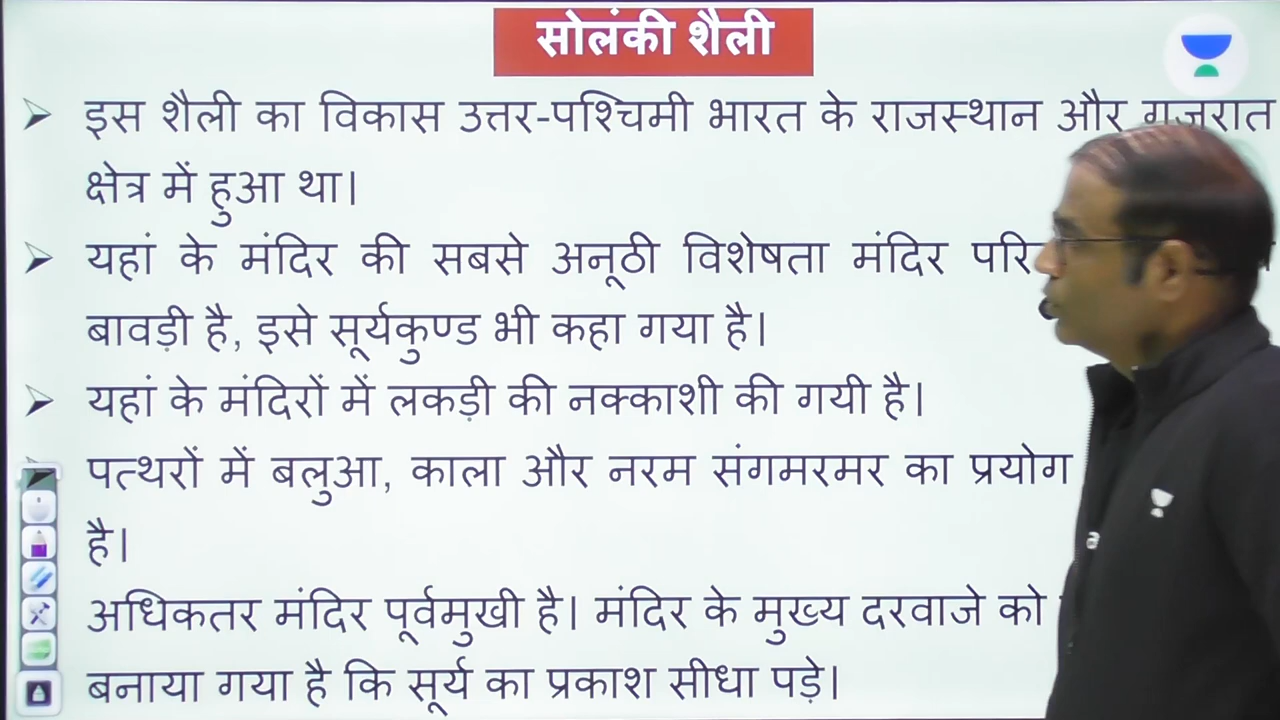 सोलंकी शैली
इस शैली का विकास उत्तर-पश्चिमी भारत के राजस्थान और गुजरात
क्षेत्र में हुआ था।
यहां के मंदिर की सबसे अनूठी विशेषता मंदिर
बावड़ी है, इसे सूर्यकुण्ड भी कहा गया है।
यहां के मंदिरों में लकड़ी की नक्काशी की गयी है।
पत्थरों में बलुआ, काला और नरम संगमरमर का प्रयोग
है।
अधिकतर मंदिर पूर्वमुखी है। मंदिर के मुख्य दरवाजे को
बनाया गया है कि सूर्य का प्रकाश सीधा पड़े।